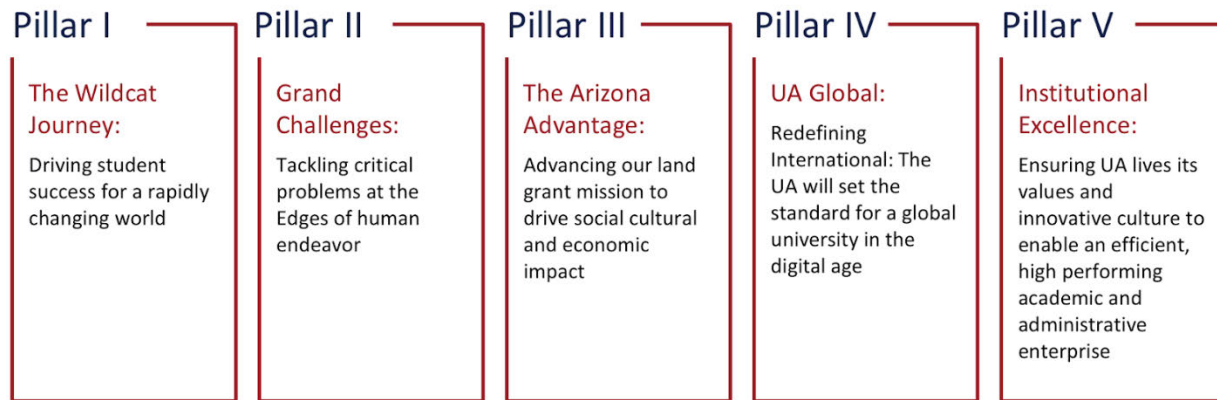 Pillar I
The Wildcat
Journey:
Driving student
success for a rapidly
changing world
Pillar II
Grand
Challenges:
Tackling critical
problems at the
Edges of human
endeavor
Pillar III
The Arizona
Advantage:
Advancing our land
grant mission to
drive social cultural
and economic
impact
Pillar IV
UA Global:
Redefining
International: The
UA will set the
standard for a global
university in the
digital age
Pillar V
Institutional
Excellence:
Ensuring UA lives its
values and
innovative culture to
enable an efficient,
high performing
academic and
administrative
enterprise